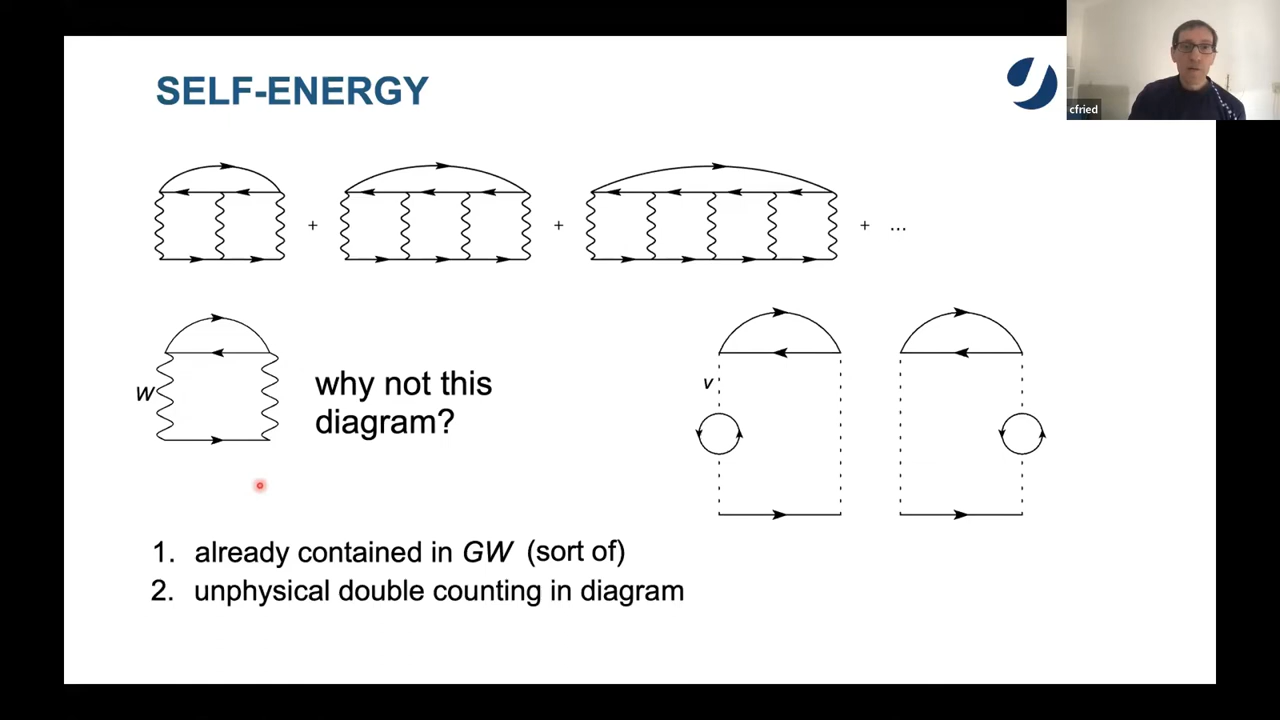 SELF-ENERGY
cfried
+ + + ...
W
why not this
diagram?
v
1. already contained in GW (sort of)
2. unphysical double counting in diagram